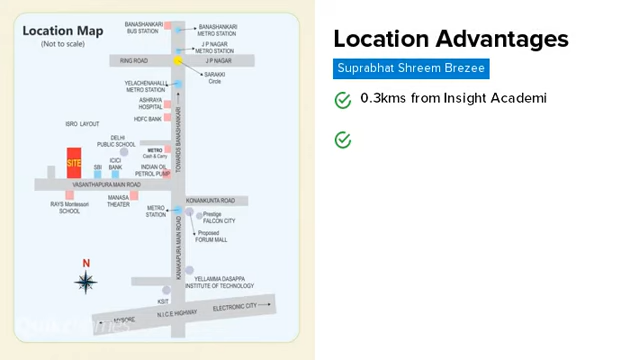 Location Map
(Not to scale)
BANASHANKARI
BUS STATION
BANASHANKARI
METRO STATION
J P NAGAR
METRO STATION
RING ROAD
J P NAGAR
SARAKKI
Circle
YELACHENAHALLI
METRO STATION
ASHRAYA
HOSPITAL
HDFC BANK
TOWARDS BANASHANKARI
ISRO LAYOUT
DELHI
PUBLIC SCHOOL
METRO
Cash & Carry
SITE
SBI
ICICI
BANK
INDIAN OIL
PETROL PUMP
VASANTHAPURA MAIN ROAD
RAYS Montessori
SCHOOL
MANASA
THEATER
KONANKUNTA ROAD
METRO
STATION
Prestige
FALCON CITY
Proposed
FORUM MALL
KANAKAPURA MAIN ROAD
N
YELLAMMA DASAPPA
INSTITUTE OF TECHNOLOGY
KSIT
MYSORE
N.I.C.E HIGHWAY
ELECTRONIC CITY
Location Advantages
Suprabhat Shreem Brezee
0.3kms from Insight Academi